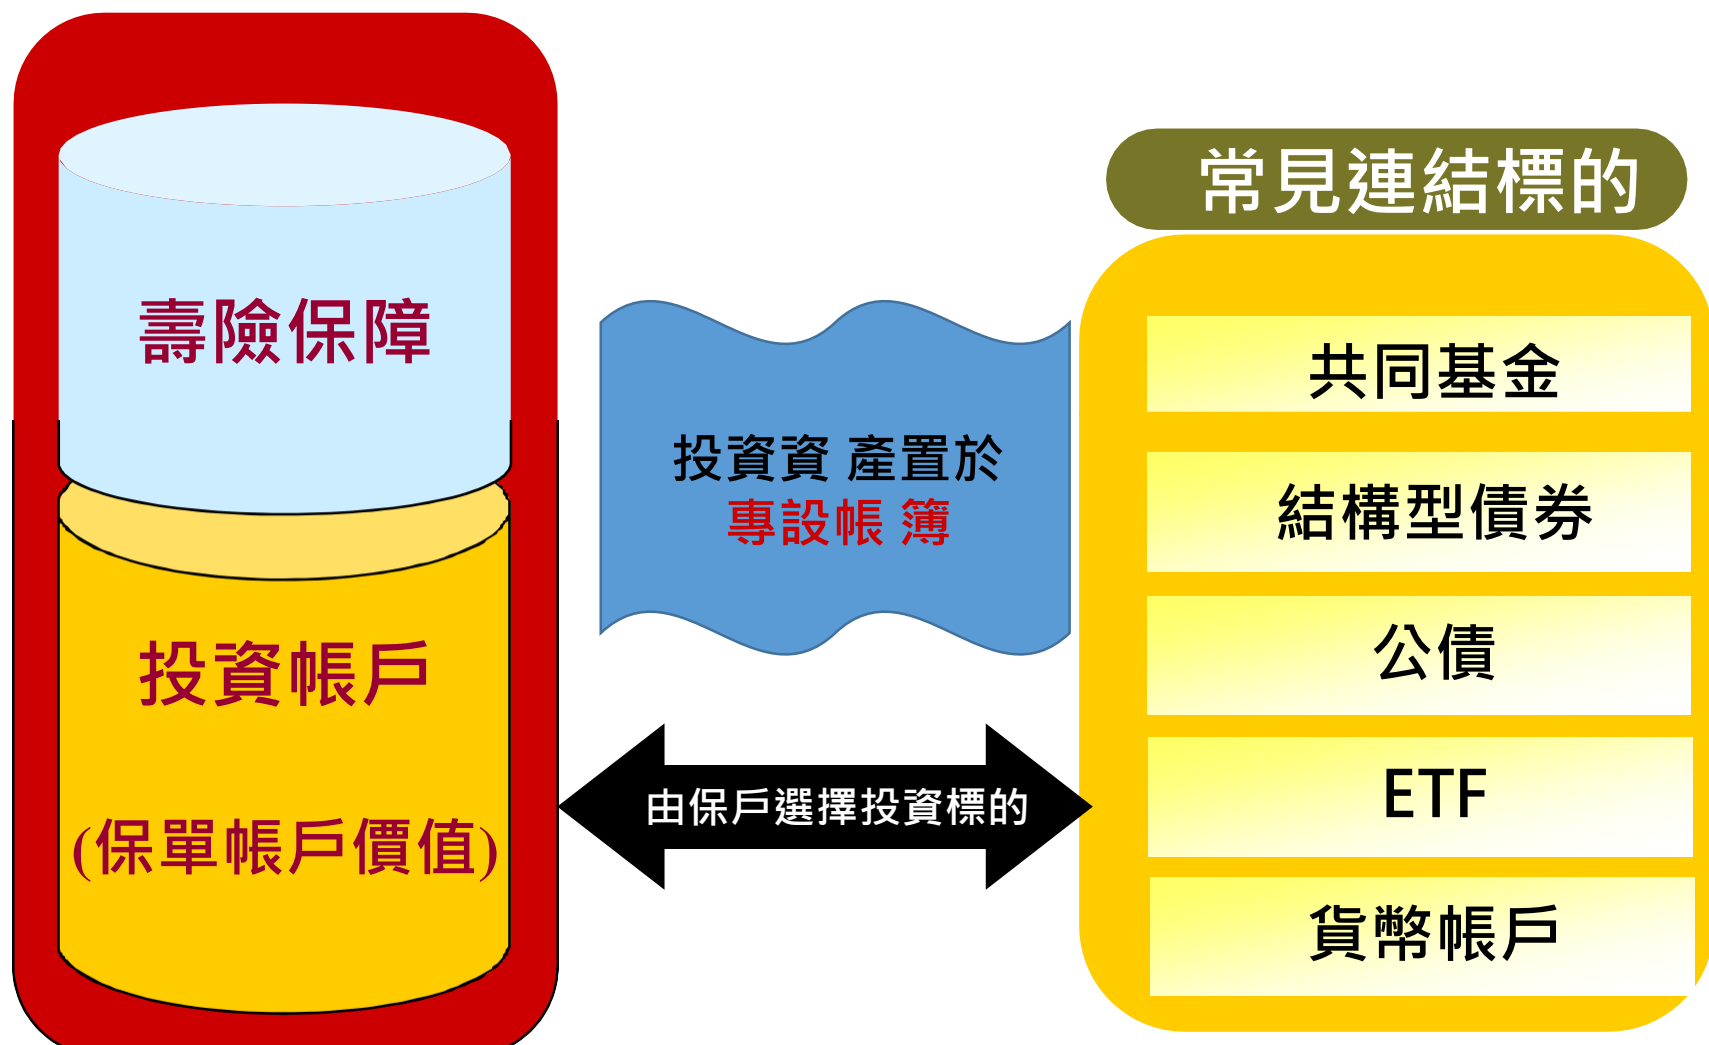 壽險保障
投資帳戶
(保單帳戶價值)
投資資 產置於
專設帳 簿
由保戶選擇投資標的
常見連結標的
共同基金
結構型債券
公債
ETF
貨幣帳戶